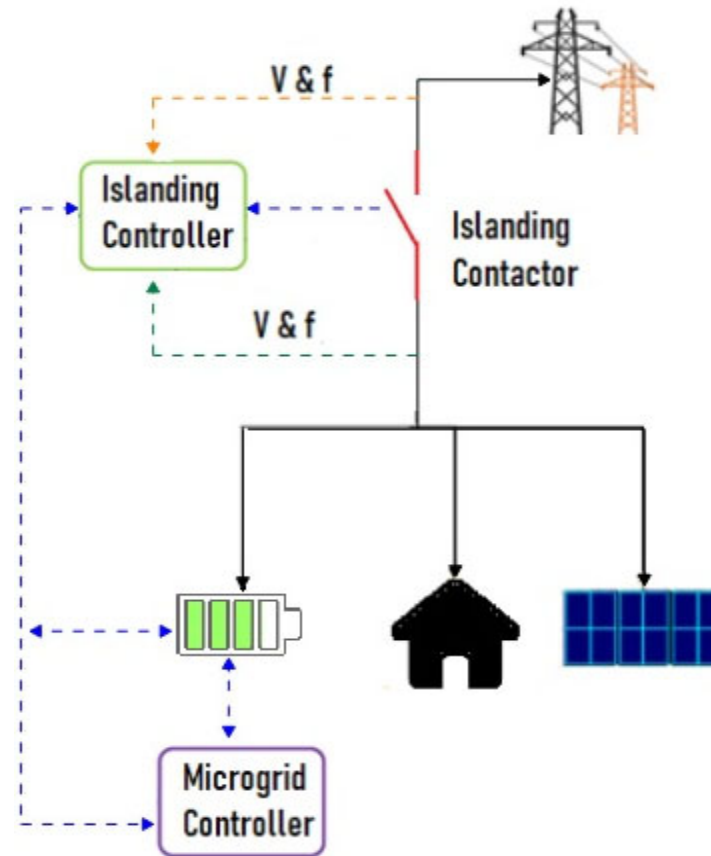 V & f
Islanding
Controller
Islanding
Contactor
V & f
Microgrid
Controller